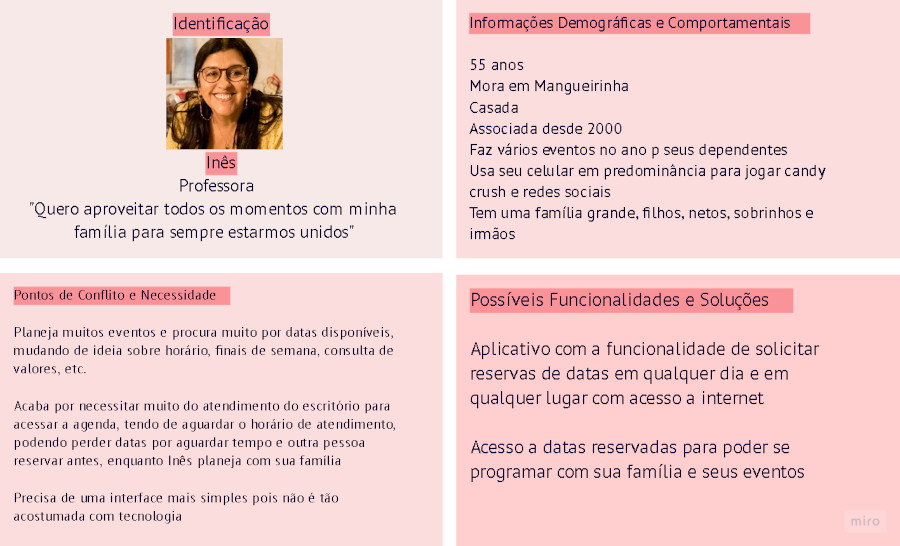 Identificação
Inês
Professora
"Quero aproveitar todos os momentos com minha
família para sempre estarmos unidos"
Informações Demográficas e Comportamentais
55 anos
Mora em Mangueirinha
Casada
Associada desde 2000
Faz vários eventos no ano p seus dependentes
Usa seu celular em predominância para jogar candy
crush e redes sociais
Tem uma família grande, filhos, netos, sobrinhos e
irmãos
Pontos de Conflito e Necessidade
Planeja muitos eventos e procura muito por datas disponíveis,
mudando de ideia sobre horário, finais de semana, consulta de
valores, etc.
Acaba por necessitar muito do atendimento do escritório para
acessar a agenda, tendo de aguardar o horário de atendimento,
podendo perder datas por aguardar tempo e outra pessoa
reservar antes, enquanto Inês planeja com sua família
Precisa de uma interface mais simples pois não é tão
acostumada com tecnologia
Possíveis Funcionalidades e Soluções
Aplicativo com a funcionalidade de solicitar
reservas de datas em qualquer dia e em
qualquer lugar com acesso a internet
Acesso a datas reservadas para poder se
programar com sua família e seus eventos
miro